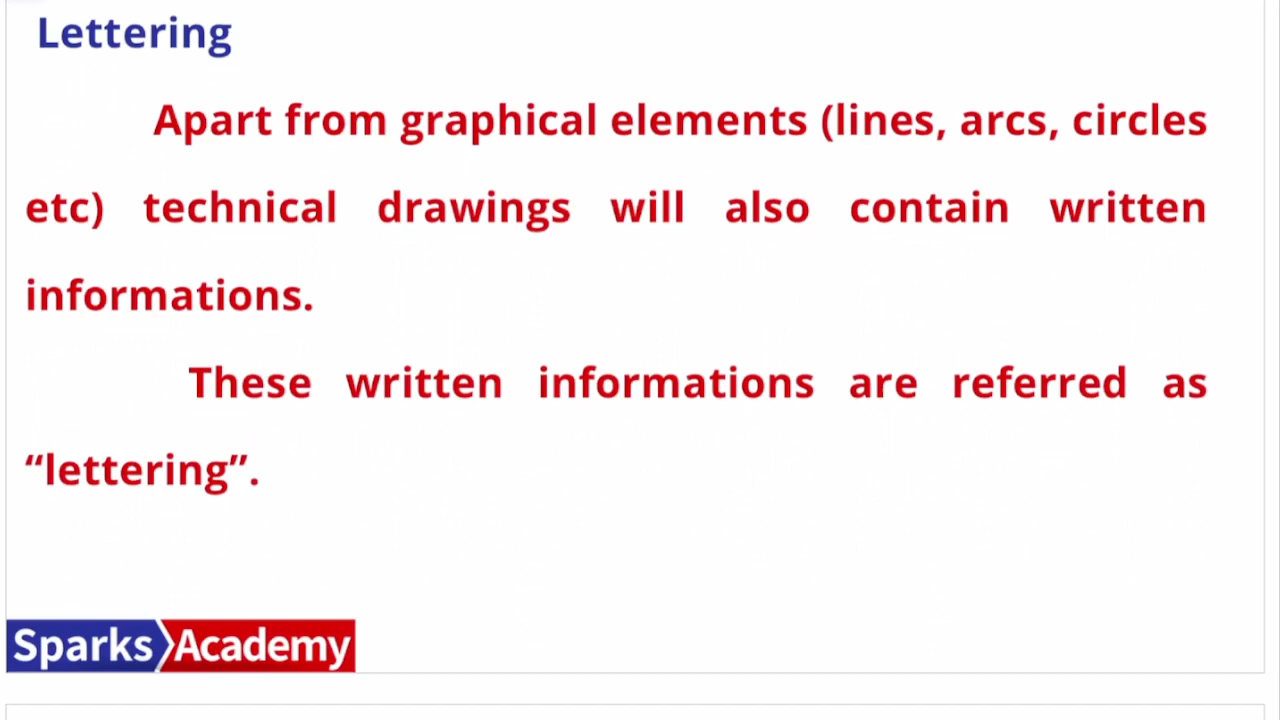 Lettering
Apart from graphical elements (lines, arcs, circles
etc) technical drawings will also contain written
informations.
These written informations are referred as
“lettering”.
Sparks Academy